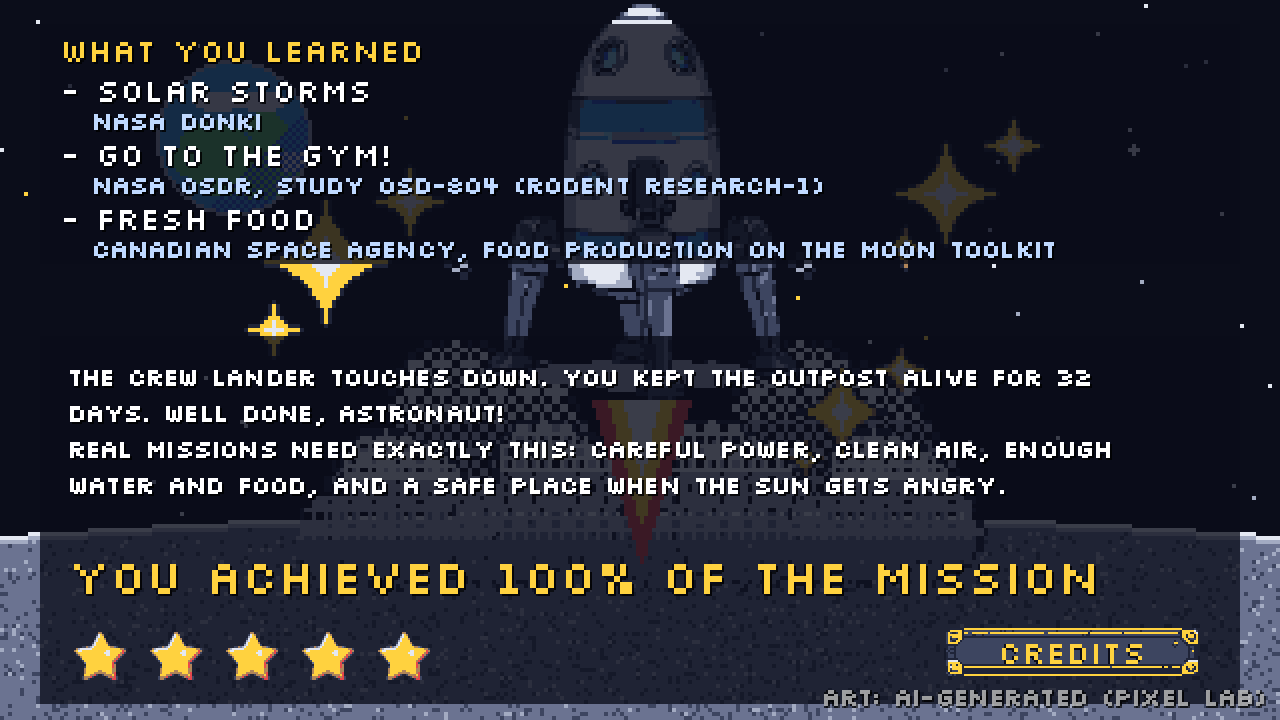 WHAT YOU LEARNED
- SOLAR STORMS
NASA DONKI
- GO TO THE GYM!
NASA OSDR, STUDY OSD-804 (RODENT RESEARCH-1)
- FRESH FOOD
CANADIAN SPACE AGENCY, FOOD PRODUCTION ON THE MOON TOOLKIT
THE CREW LANDER TOUCHES DOWN. YOU KEPT THE OUTPOST ALIVE FOR 32
DAYS. WELL DONE, ASTRONAUT!
REAL MISSIONS NEED EXACTLY THIS: CAREFUL POWER, CLEAN AIR, ENOUGH
WATER AND FOOD, AND A SAFE PLACE WHEN THE SUN GETS ANGRY.
YOU ACHIEVED 100% OF THE MISSION
CREDITS
ART: AI-GENERATED (PIXEL LAB)